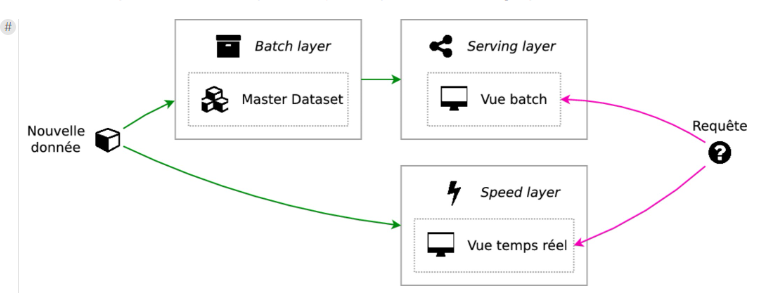 #
Batch layer
Master Dataset
Serving layer
Vue batch
Nouvelle
donnée
Requête
?
Speed layer
Vue temps réel